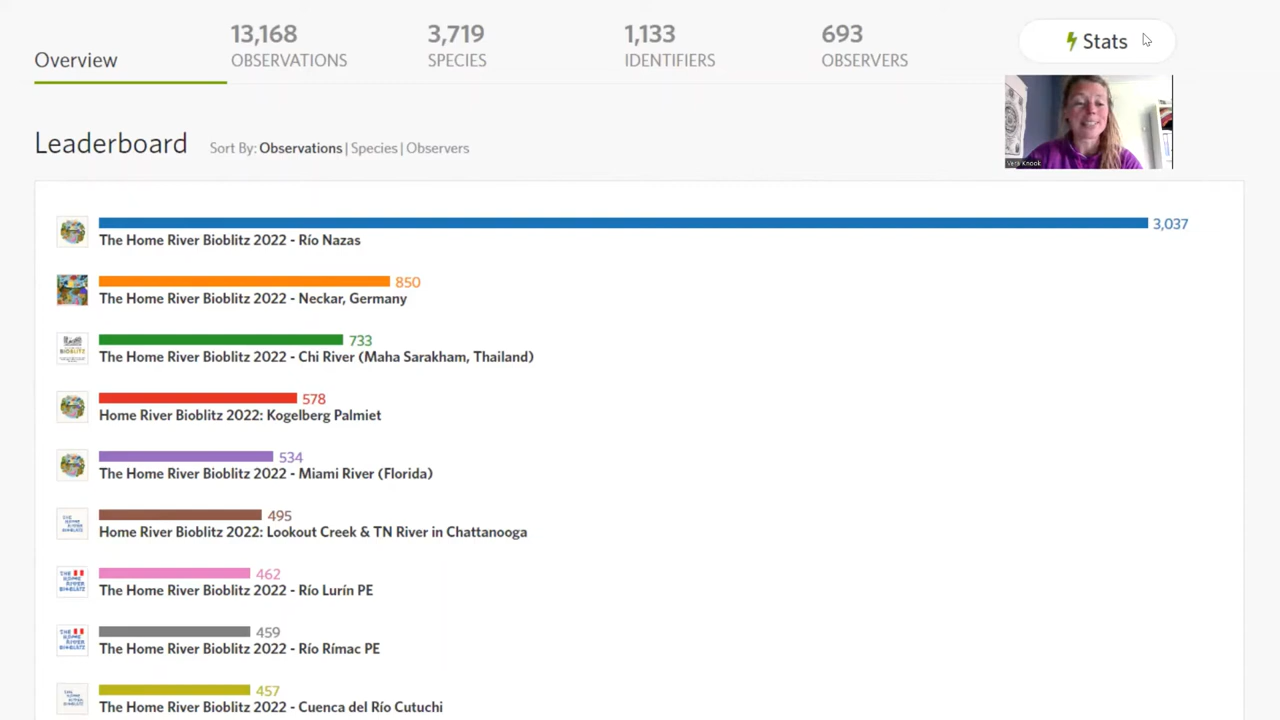 13,168
OBSERVATIONS
3,719
SPECIES
1,133
IDENTIFIERS
693
OBSERVERS
Stats
Overview
Leaderboard
Sort By: Observations | Species | Observers
Vera Knook
3,037
The Home River Bioblitz 2022 - Río Nazas
850
The Home River Bioblitz 2022 - Neckar, Germany
733
The Home River Bioblitz 2022 - Chi River (Maha Sarakham, Thailand)
578
Home River Bioblitz 2022: Kogelberg Palmiet
534
The Home River Bioblitz 2022 - Miami River (Florida)
495
Home River Bioblitz 2022: Lookout Creek & TN River in Chattanooga
462
The Home River Bioblitz 2022 - Río Lurín PE
459
The Home River Bioblitz 2022 - Río Rímac PE
457
The Home River Bioblitz 2022 - Cuenca del Río Cutuchi